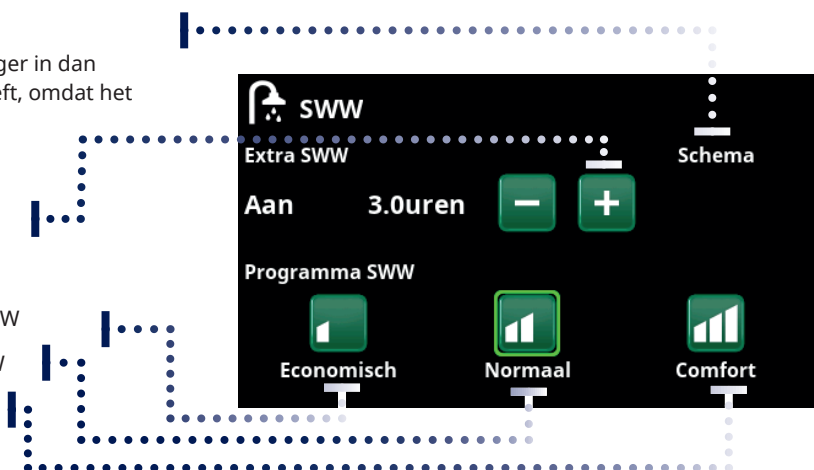 ger in dan
eft, omdat het
SWW
Extra SWW
Schema
Aan 3.0uren
Programma SWW
Economisch Normaal Comfort